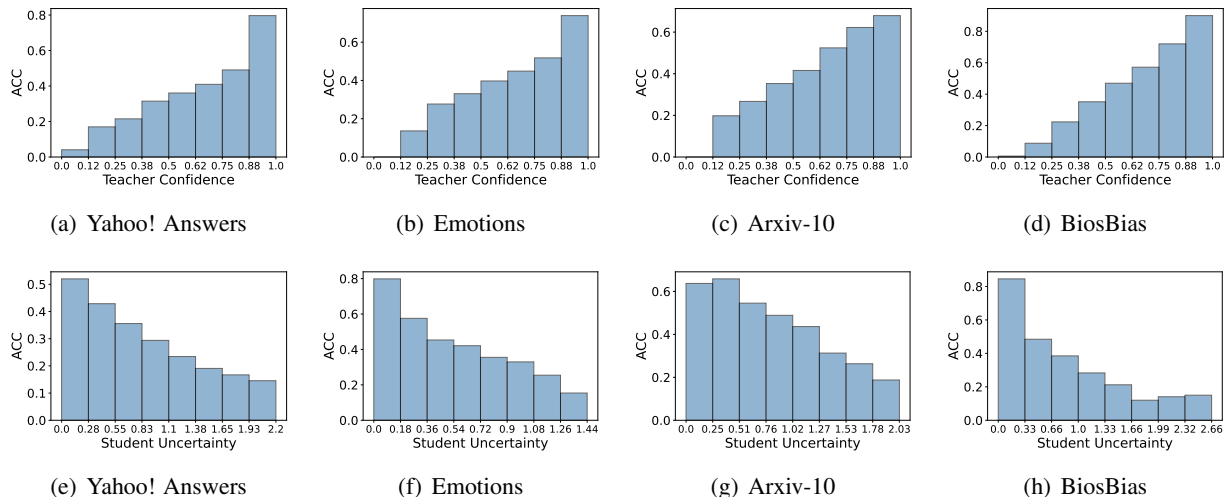 ACC
0.8
0.6
0.4
0.2
0.0
0.0 0.12 0.25 0.38 0.5 0.62 0.75 0.88 1.0
Teacher Confidence
(a) Yahoo! Answers
ACC
0.6
0.4
0.2
0.0
0.0 0.12 0.25 0.38 0.5 0.62 0.75 0.88 1.0
Teacher Confidence
(b) Emotions
ACC
0.6
0.4
0.2
0.0
0.0 0.12 0.25 0.38 0.5 0.62 0.75 0.88 1.0
Teacher Confidence
(c) Arxiv-10
ACC
0.8
0.6
0.4
0.2
0.0
0.0 0.12 0.25 0.38 0.5 0.62 0.75 0.88 1.0
Teacher Confidence
(d) BiosBias
ACC
0.5
0.4
0.3
0.2
0.1
0.0
0.0 0.28 0.55 0.83 1.1 1.38 1.65 1.93 2.2
Student Uncertainty
(e) Yahoo! Answers
ACC
0.8
0.6
0.4
0.2
0.0
0.0 0.18 0.36 0.54 0.72 0.9 1.08 1.26 1.44
Student Uncertainty
(f) Emotions
ACC
0.6
0.4
0.2
0.0
0.0 0.25 0.51 0.76 1.02 1.27 1.53 1.78 2.03
Student Uncertainty
(g) Arxiv-10
ACC
0.8
0.6
0.4
0.2
0.0
0.0 0.33 0.66 1.0 1.33 1.66 1.99 2.32 2.66
Student Uncertainty
(h) BiosBias